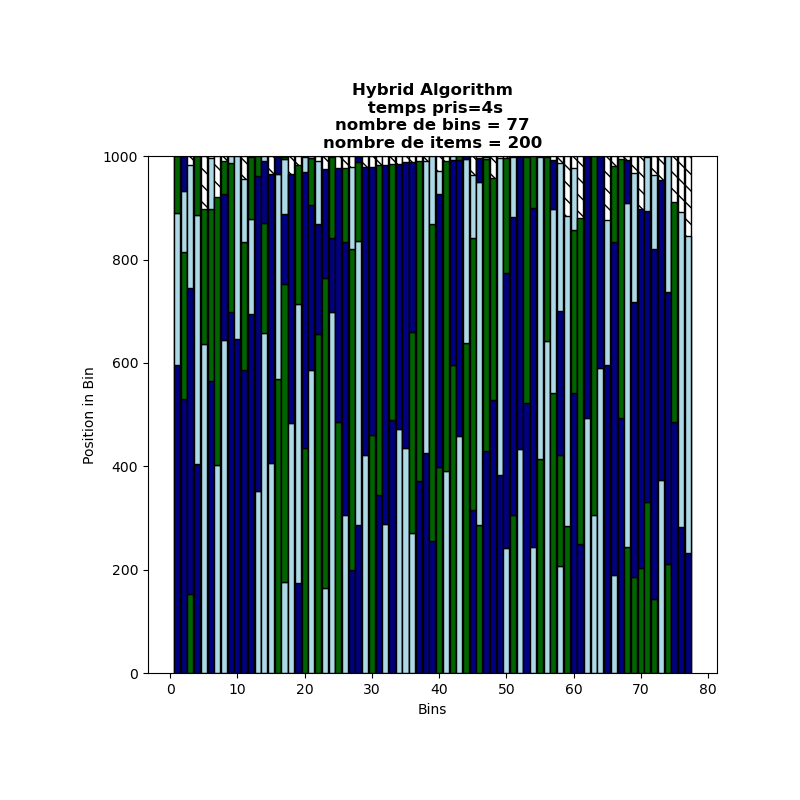 Hybrid Algorithm
temps pris=4s
nombre de bins = 77
nombre de items = 200
1000
800
600
400
200
0
Position in Bin
0 10 20 30 40 50 60 70 80
Bins